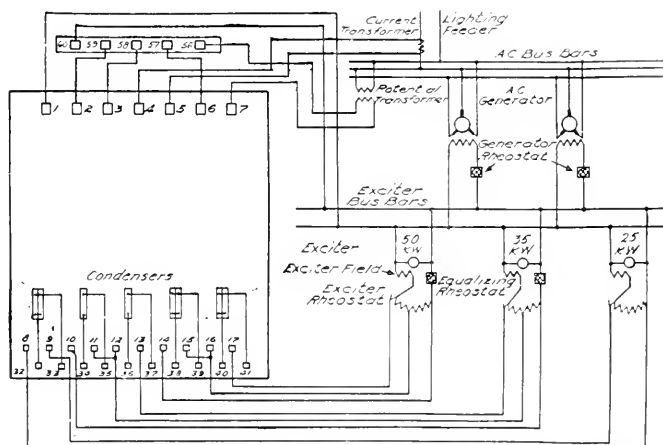 Current
Transformer
Lighting
Feeder
60 59 58 57 56
A.C Bus Bars
1 2 3 4 5 6 7
Potential
Transformer
A.C
Generator
Generator
Rheostat
Exciter
Bus Bars
50
KW
35
KW
25
KW
Exciter
Exciter Field
Exciter
Rheostat
Equalizing
Rheostat
Condensers
8 9 10 11 12 13 14 15 16 17
32 33 34 35 36 37 38 39 40 41